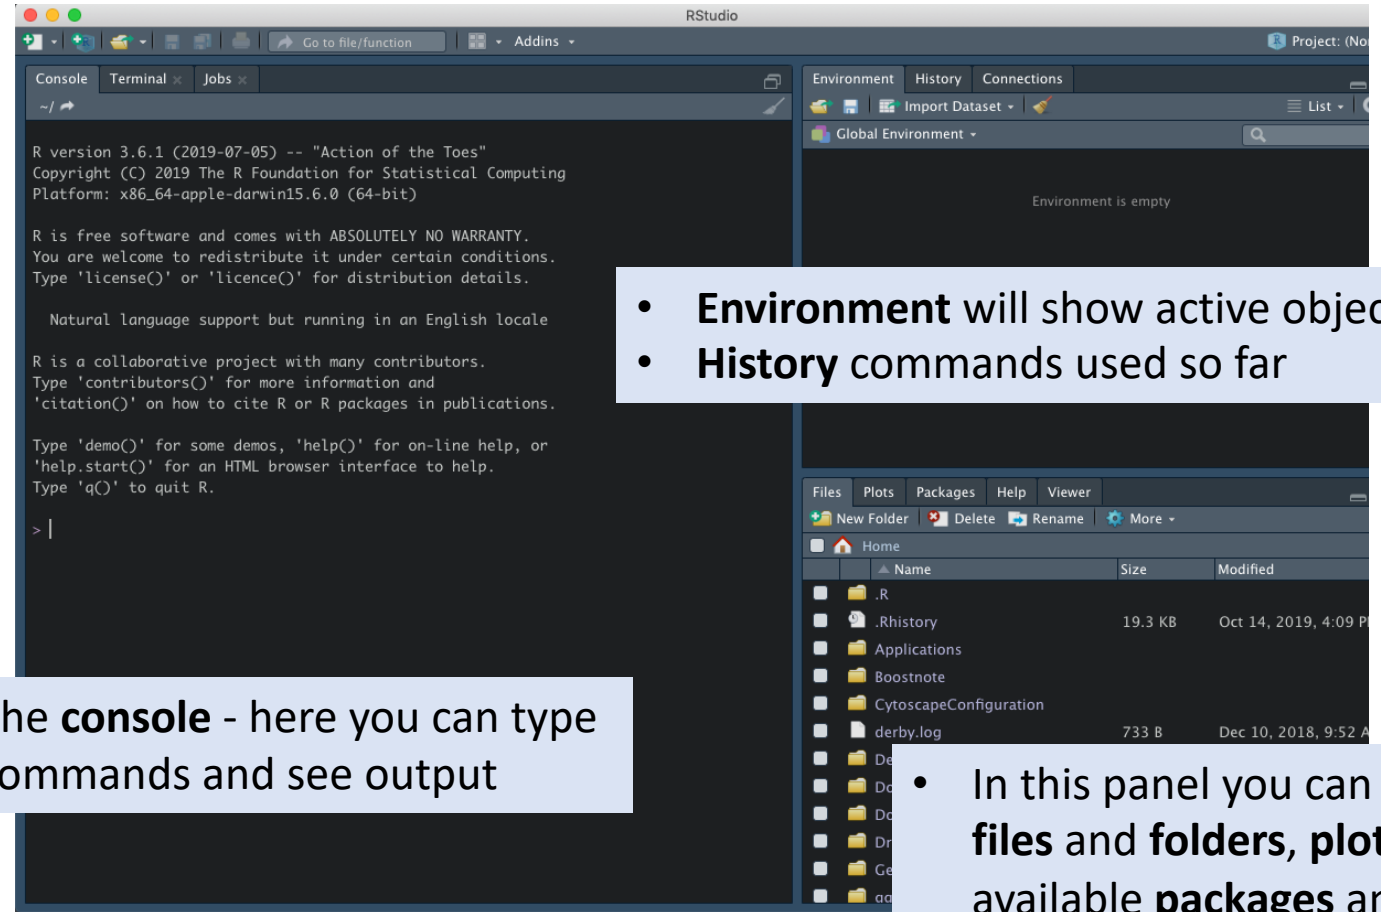 RStudio
Go to file/function
Addins
Project: (No
Console Terminal Jobs
~/
R version 3.6.1 (2019-07-05) -- "Action of the Toes"
Copyright (C) 2019 The R Foundation for Statistical Computing
Platform: x86_64-apple-darwin15.6.0 (64-bit)
R is free software and comes with ABSOLUTELY NO WARRANTY.
You are welcome to redistribute it under certain conditions.
Type 'license()' or 'licence()' for distribution details.
Natural language support but running in an English locale
R is a collaborative project with many contributors.
Type 'contributors()' for more information and
'citation()' on how to cite R or R packages in publications.
Type 'demo()' for some demos, 'help()' for on-line help, or
'help.start()' for an HTML browser interface to help.
Type 'q()' to quit R.
>
he console - here you can type
ommands and see output
Environment History Connections
Import Dataset
List
Global Environment
Environment is empty
• Environment will show active objec
• History commands used so far
Files Plots Packages Help Viewer
New Folder Delete Rename More
Home
Name Size Modified
.R
.Rhistory 19.3 KB Oct 14, 2019, 4:09 P
Applications
Boostnote
CytoscapeConfiguration
derby.log 733 B Dec 10, 2018, 9:52 A
De
Do
Do
Dr
Ge
• In this panel you can
files and folders, plot
available packages an